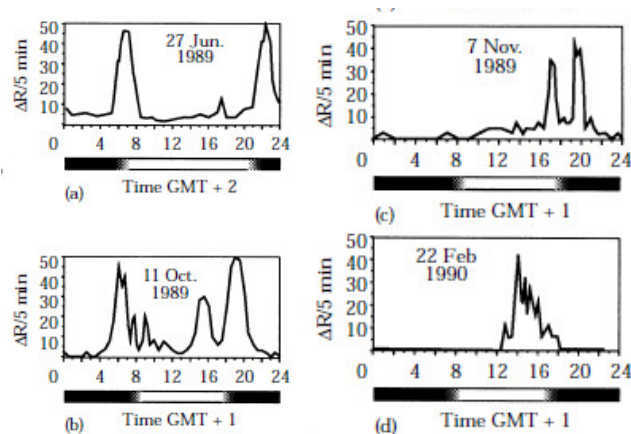 50
40
30
20
10
ΔR/5 min
27 Jun.
1989
0 4 8 12 16 20 24
(a) Time GMT + 2
50
40
30
20
10
ΔR/5 min
11 Oct.
1989
0 4 8 12 16 20 24
(b) Time GMT + 1
50
40
30
20
10
ΔR/5 min
7 Nov.
1989
0 4 8 12 16 20 24
(c) Time GMT + 1
50
40
30
20
10
ΔR/5 min
22 Feb
1990
0 4 8 12 16 20 24
(d) Time GMT + 1